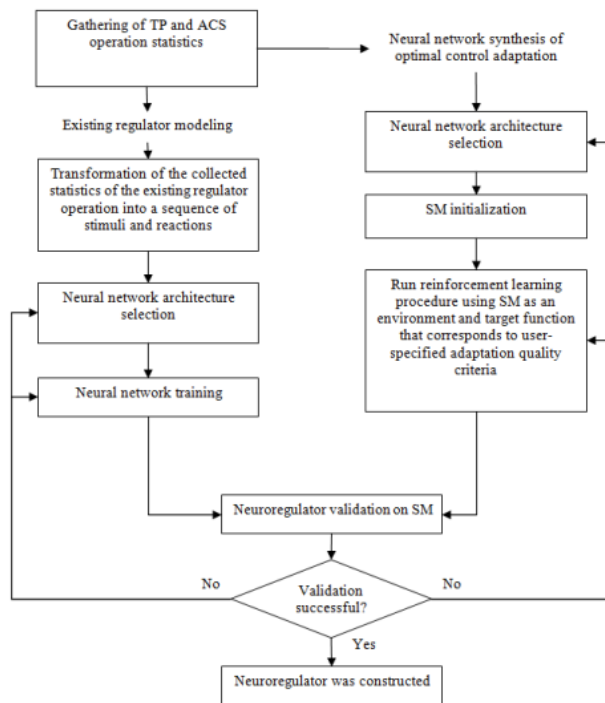 Gathering of TP and ACS
operation statistics
Neural network synthesis of
optimal control adaptation
Existing regulator modeling
Neural network architecture
selection
Transformation of the collected
statistics of the existing regulator
operation into a sequence of
stimuli and reactions
SM initialization
Neural network architecture
selection
Run reinforcement learning
procedure using SM as an
environment and target function
that corresponds to user-
specified adaptation quality
criteria
Neural network training
Neuroregulator validation on SM
No
Validation
successful?
No
Yes
Neuroregulator was constructed